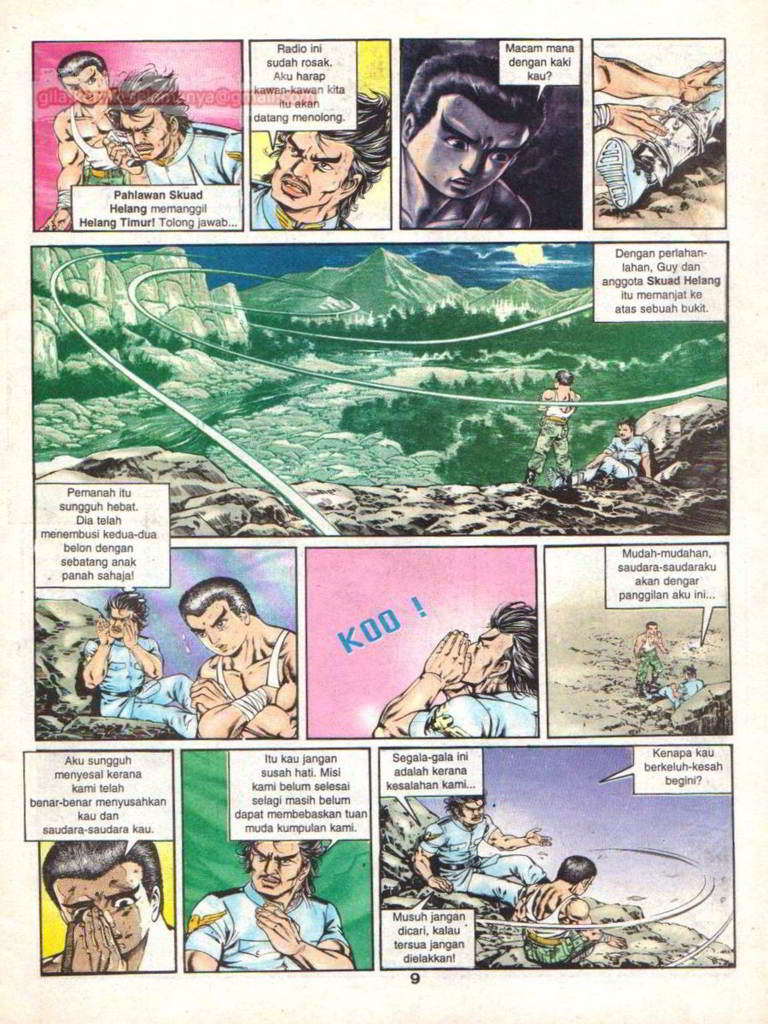 Pahlawan Skuad
Helang memanggil
Helang Timur! Tolong jawab...
Radio ini
sudah rosak.
Aku harap
kawan-kawan kita
itu akan
datang menolong.
Macam mana
dengan kaki
kau?
Dengan perlahan-
lahan, Guy dan
anggota Skuad Helang
itu memanjat ke
atas sebuah bukit.
Pemanah itu
sungguh hebat.
Dia telah
menembusi kedua-dua
belon dengan
sebatang anak
panah sahaja!
KOO !
Mudah-mudahan,
saudara-saudaraku
akan dengar
panggilan aku ini...
Aku sungguh
menyesal kerana
kami telah
benar-benar menyusahkan
kau dan
saudara-saudara kau.
Itu kau jangan
susah hati. Misi
kami belum selesai
selagi masih belum
dapat membebaskan tuan
muda kumpulan kami.
Segala-gala ini
adalah kerana
kesalahan kami...
Kenapa kau
berkeluh-kesah
begini?
Musuh jangan
dicari, kalau
tersua jangan
dielakkan!
9